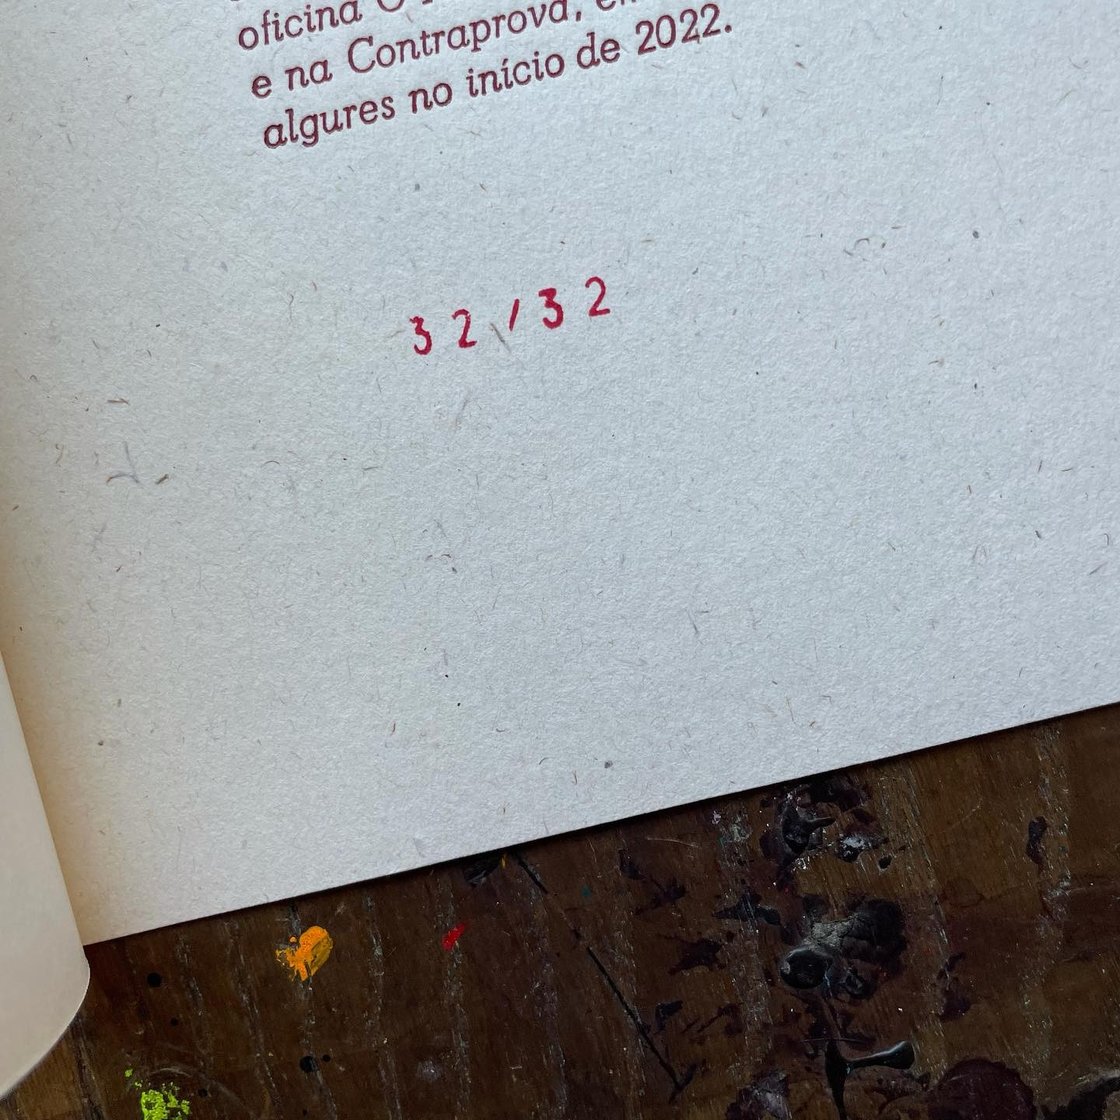 oficina O
e na Contraprova,
algures no início de 2022.
32/32